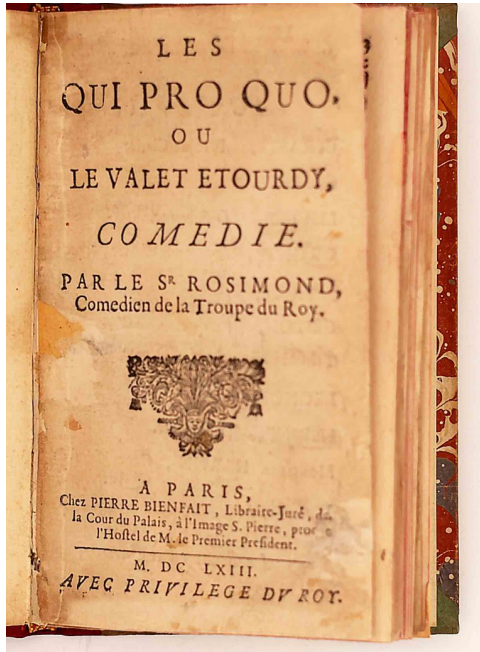 LES
QUI PRO QUO.
OU
LE VALET ETOURDY,
COMEDIE.
PAR LE SR ROSIMOND,
Comedien de la Troupe du Roy.
A PARIS,
Chez PIERRE BIENFAIT, Libraire-Juré,
la Cour du Palais, à l'Image S. Pierre,
l'Hostel de M. le Premier President.
M. DC LXIII.
AVEC PRIVILEGE DV ROY.